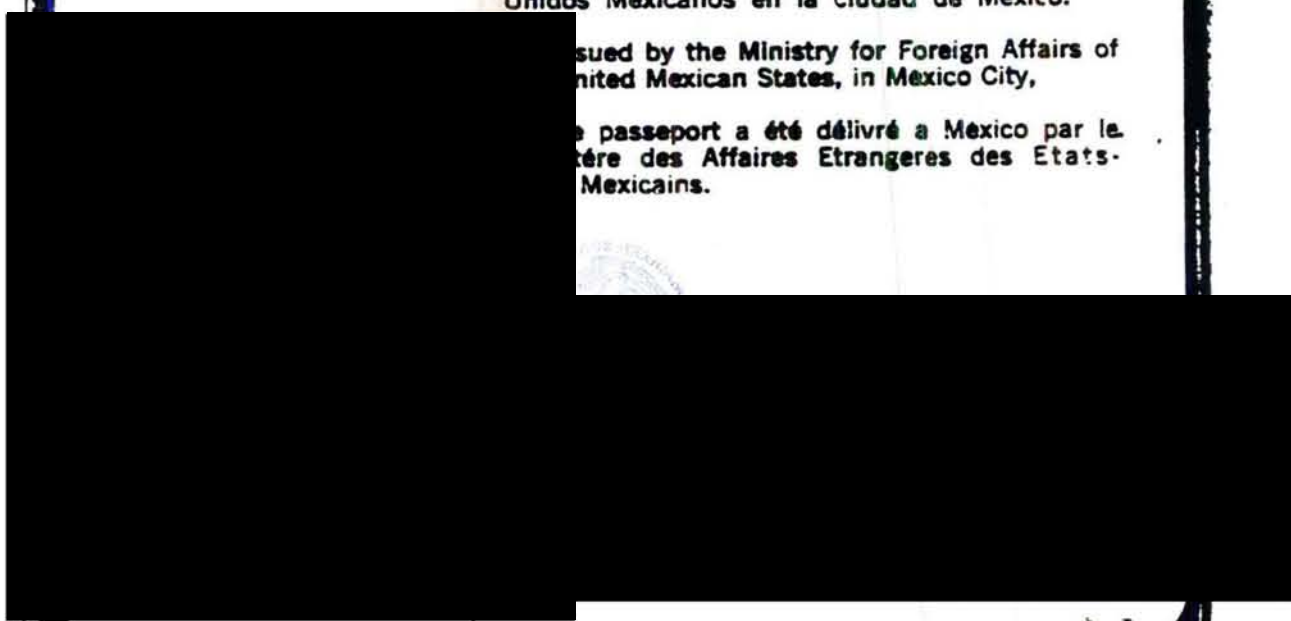 Unidos Mexicanos en la ciudad de México.
sued by the Ministry for Foreign Affairs of
nited Mexican States, in Mexico City,
passeport a été délivré a Mexico par le
tére des Affaires Etrangeres des Etats-
Mexicains.